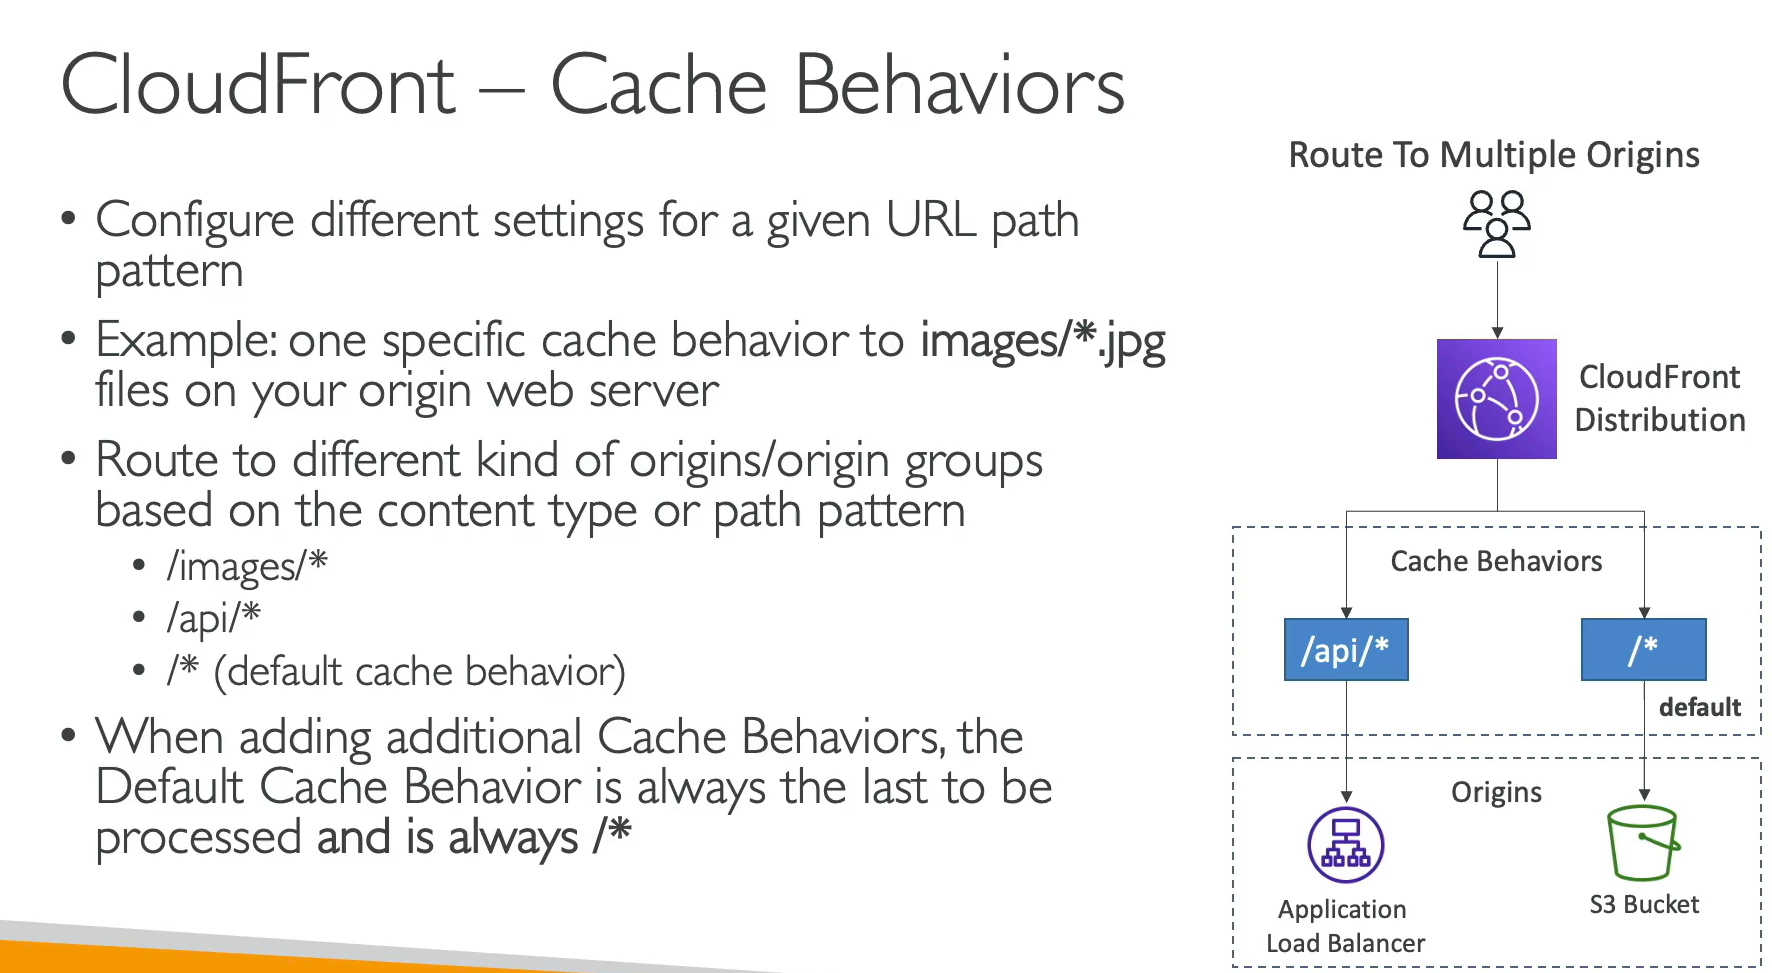 CloudFront – Cache Behaviors
• Configure different settings for a given URL path
pattern
• Example: one specific cache behavior to images/*.jpg
files on your origin web server
• Route to different kind of origins/origin groups
based on the content type or path pattern
• /images/*
• /api/*
• /* (default cache behavior)
• When adding additional Cache Behaviors, the
Default Cache Behavior is always the last to be
processed and is always /*
Route To Multiple Origins
CloudFront
Distribution
Cache Behaviors
/api/*
/*
default
Origins
Application
Load Balancer
S3 Bucket